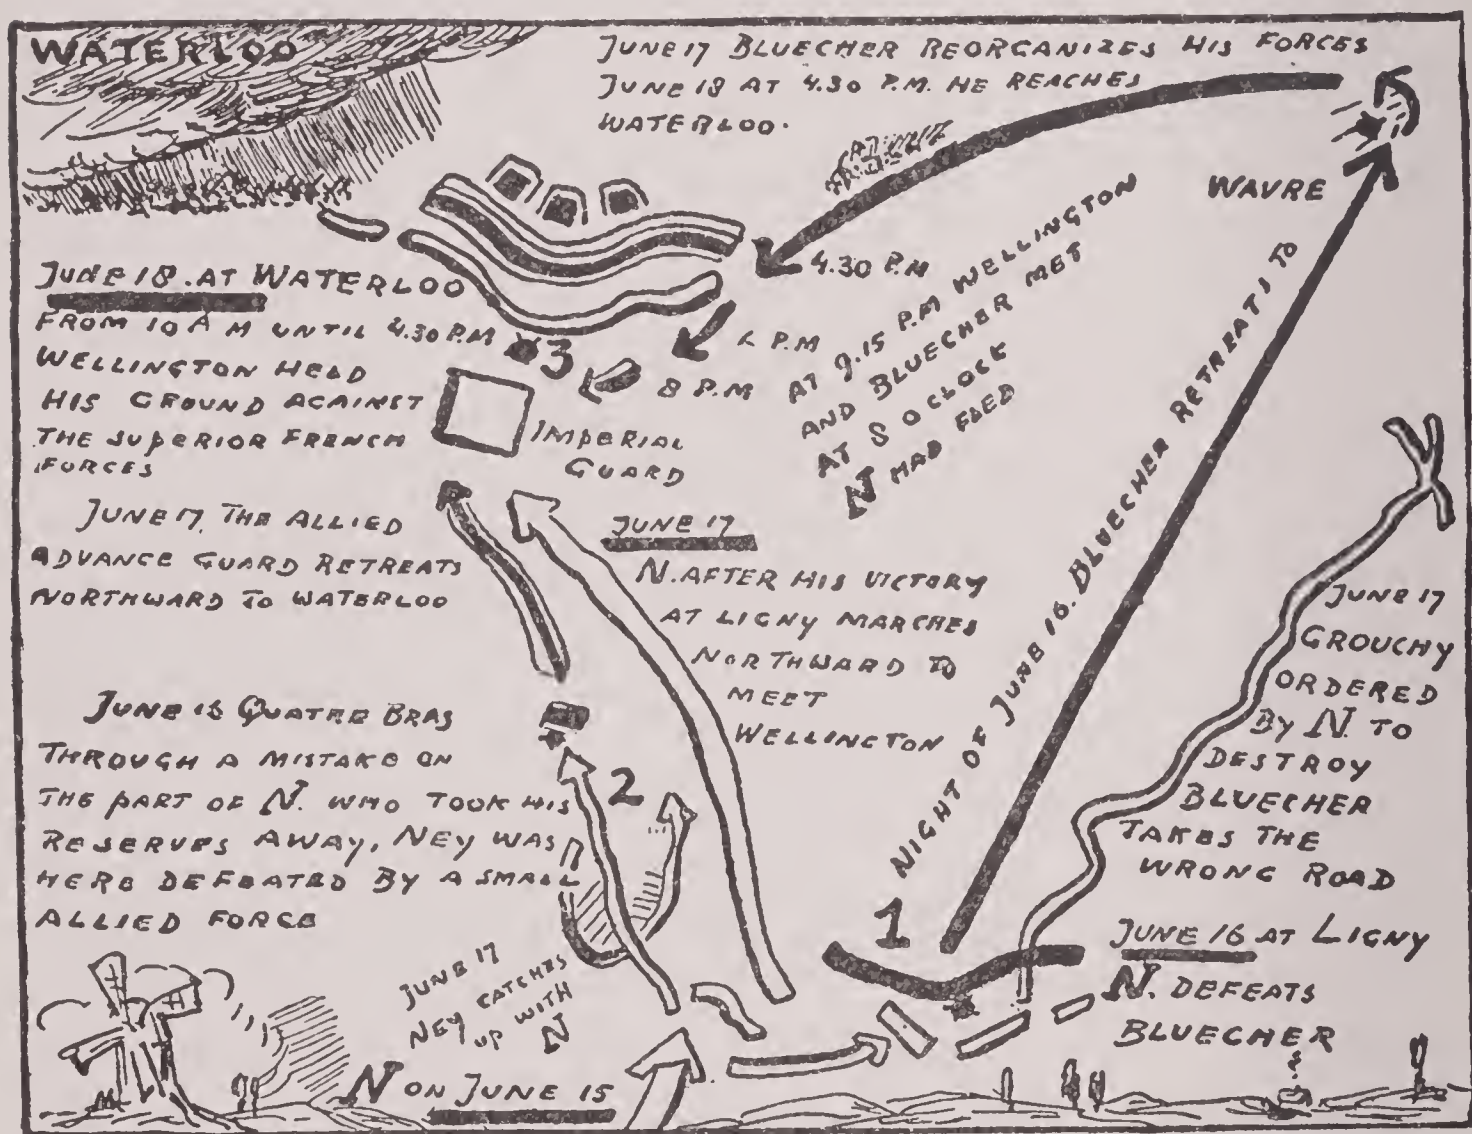 WATERLOO
JUNE 17 BLUECHER REORGANIZES HIS FORCES
JUNE 18 AT 4.30 P.M. HE REACHES
WATERLOO.
WAVRE
4.30 P.M
6 P.M
8 P.M
AT 9.15 P.M WELLINGTON
AND BLUECHER MET
AT 8 O CLOCK
N HAD FLED
JUNE 18. AT WATERLOO
FROM 10 A M UNTIL 4.30 P.M
WELLINGTON HELD
HIS GROUND AGAINST
THE SUPERIOR FRENCH
FORCES
3
IMPERIAL
GUARD
JUNE 17. THE ALLIED
ADVANCE GUARD RETREATS
NORTHWARD TO WATERLOO
JUNE 17
N. AFTER HIS VICTORY
AT LIGNY MARCHES
NORTHWARD TO
MEET
WELLINGTON
NIGHT OF JUNE 16. BLUECHER RETREATS TO
JUNE 17
GROUCHY
ORDERED
BY N. TO
DESTROY
BLUECHER
TAKES THE
WRONG ROAD
JUNE 16 QUATRE BRAS
THROUGH A MISTAKE ON
THE PART OF N. WHO TOOK HIS
RESERVES AWAY, NEY WAS
HERE DEFEATED BY A SMALL
ALLIED FORCE
2
1
JUNE 17
NEY CATCHES
UP WITH
N
JUNE 16 AT LIGNY
N. DEFEATS
BLUECHER
N ON JUNE 15